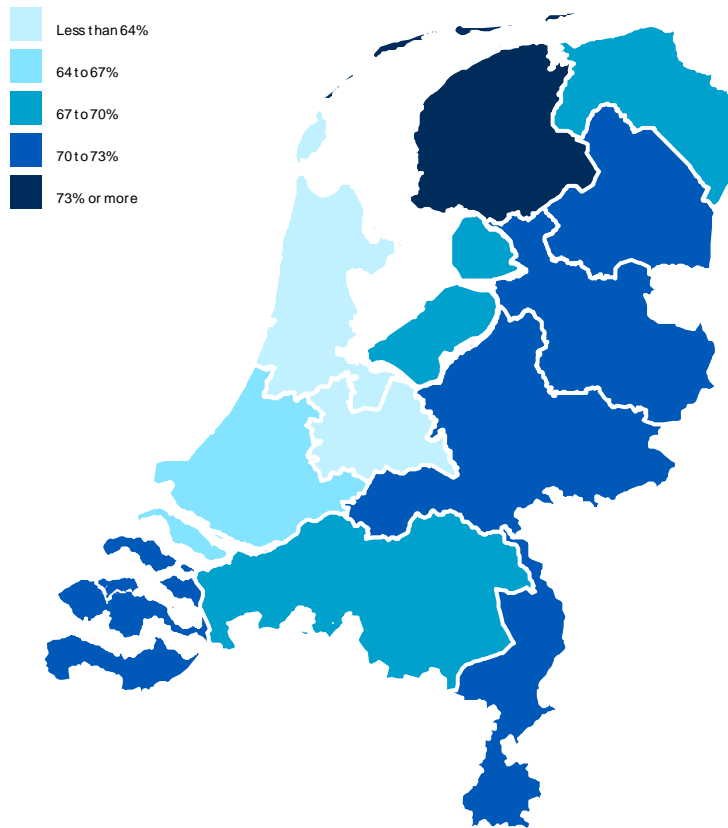 Less than 64%
64 to 67%
67 to 70%
70 to 73%
73% or more